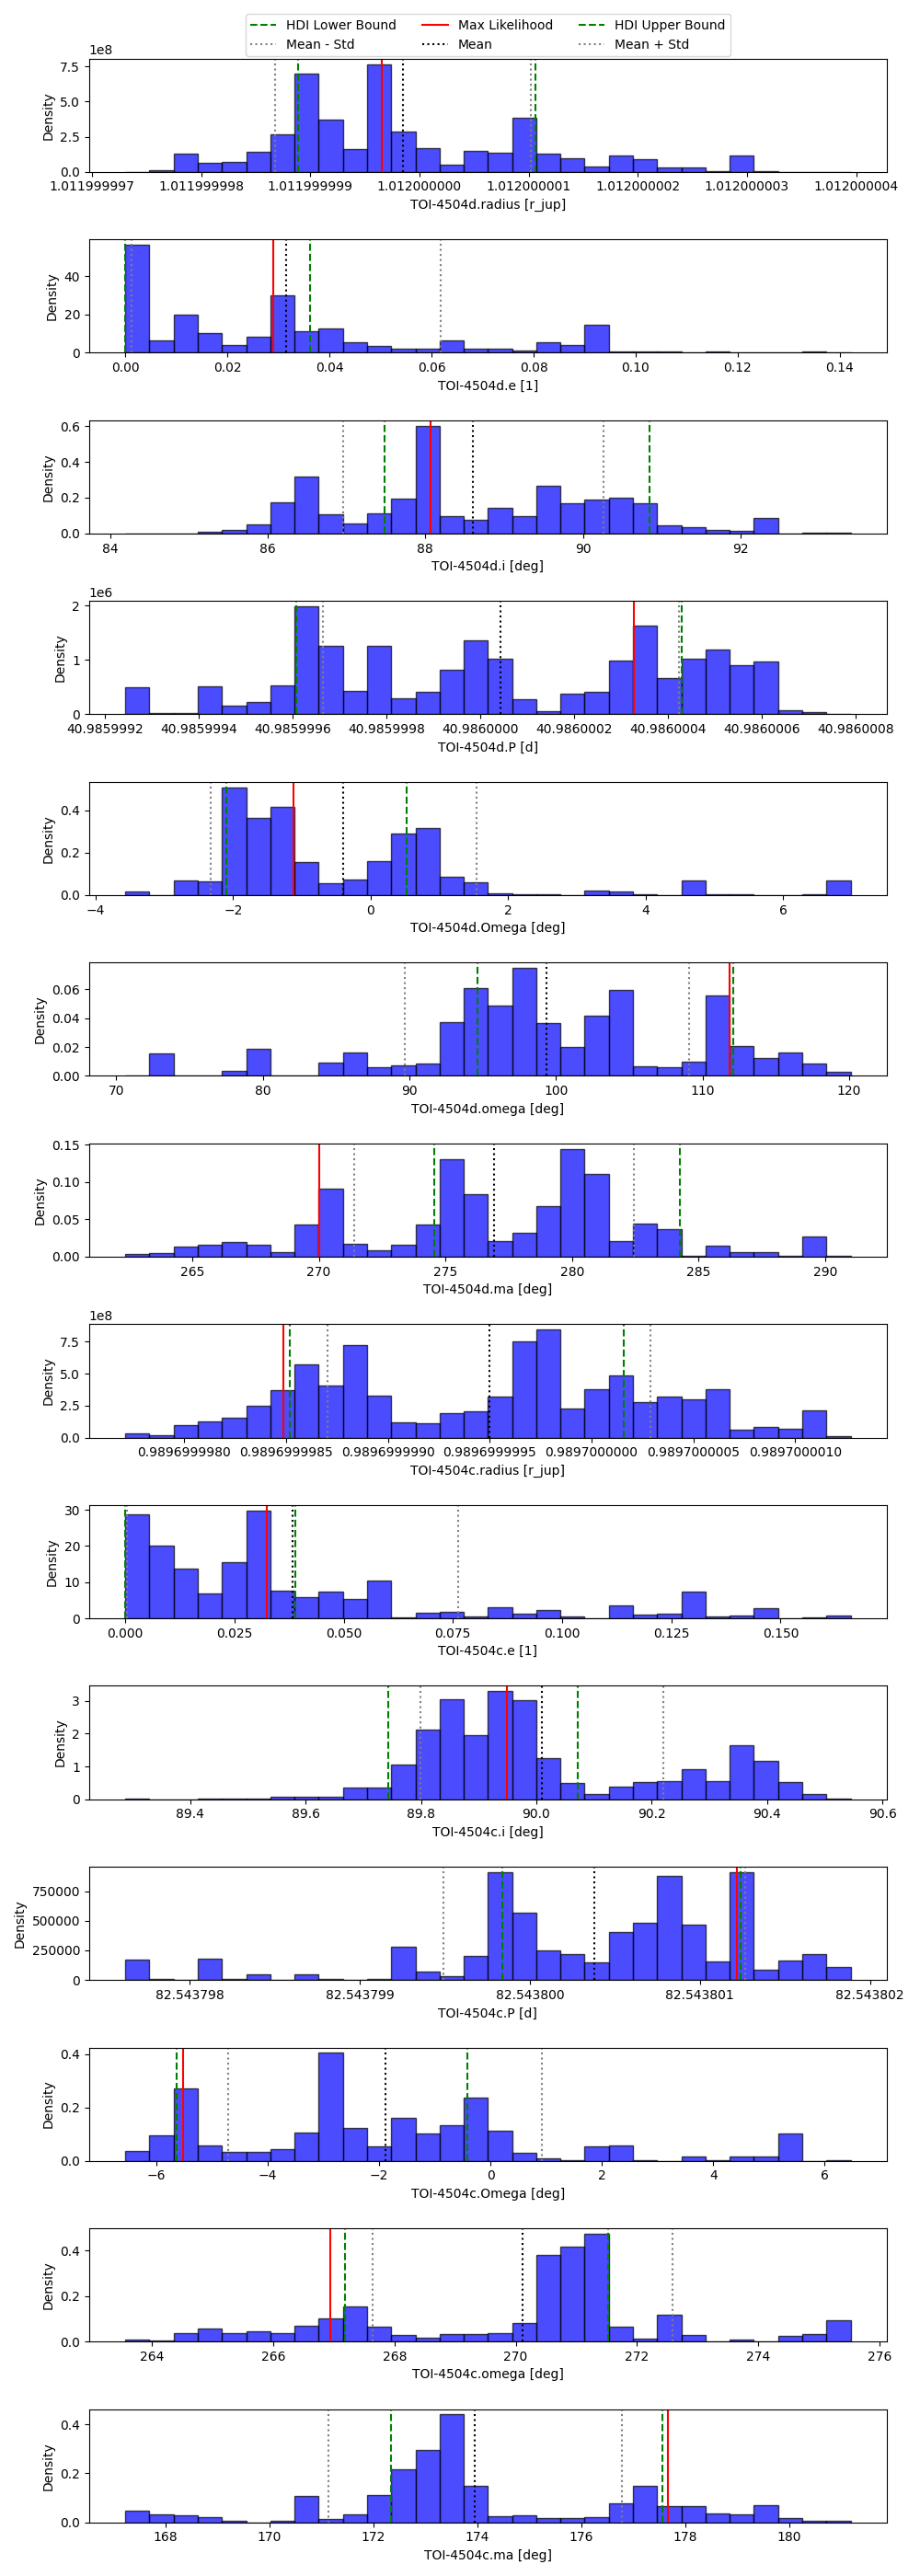 HDI Lower Bound Max Likelihood HDI Upper Bound
Mean - Std Mean Mean + Std
1e8
7.5
5.0
2.5
0.0
Density
1.011999997 1.011999998 1.011999999 1.012000000 1.012000001 1.012000002 1.012000003 1.012000004
TOI-4504d.radius [r_jup]
40
20
0
Density
0.00 0.02 0.04 0.06 0.08 0.10 0.12 0.14
TOI-4504d.e [1]
0.6
0.4
0.2
0.0
Density
84 86 88 90 92
TOI-4504d.i [deg]
1e6
2
1
0
Density
40.9859992 40.9859994 40.9859996 40.9859998 40.9860000 40.9860002 40.9860004 40.9860006 40.9860008
TOI-4504d.P [d]
0.4
0.2
0.0
Density
−4 −2 0 2 4 6
TOI-4504d.Omega [deg]
0.06
0.04
0.02
0.00
Density
70 80 90 100 110 120
TOI-4504d.omega [deg]
0.15
0.10
0.05
0.00
Density
265 270 275 280 285 290
TOI-4504d.ma [deg]
1e8
7.5
5.0
2.5
0.0
Density
0.9896999980 0.9896999985 0.9896999990 0.9896999995 0.9897000000 0.9897000005 0.9897000010
TOI-4504c.radius [r_jup]
30
20
10
0
Density
0.000 0.025 0.050 0.075 0.100 0.125 0.150
TOI-4504c.e [1]
3
2
1
0
Density
89.4 89.6 89.8 90.0 90.2 90.4 90.6
TOI-4504c.i [deg]
750000
500000
250000
0
Density
82.543798 82.543799 82.543800 82.543801 82.543802
TOI-4504c.P [d]
0.4
0.2
0.0
Density
−6 −4 −2 0 2 4 6
TOI-4504c.Omega [deg]
0.4
0.2
0.0
Density
264 266 268 270 272 274 276
TOI-4504c.omega [deg]
0.4
0.2
0.0
Density
168 170 172 174 176 178 180
TOI-4504c.ma [deg]